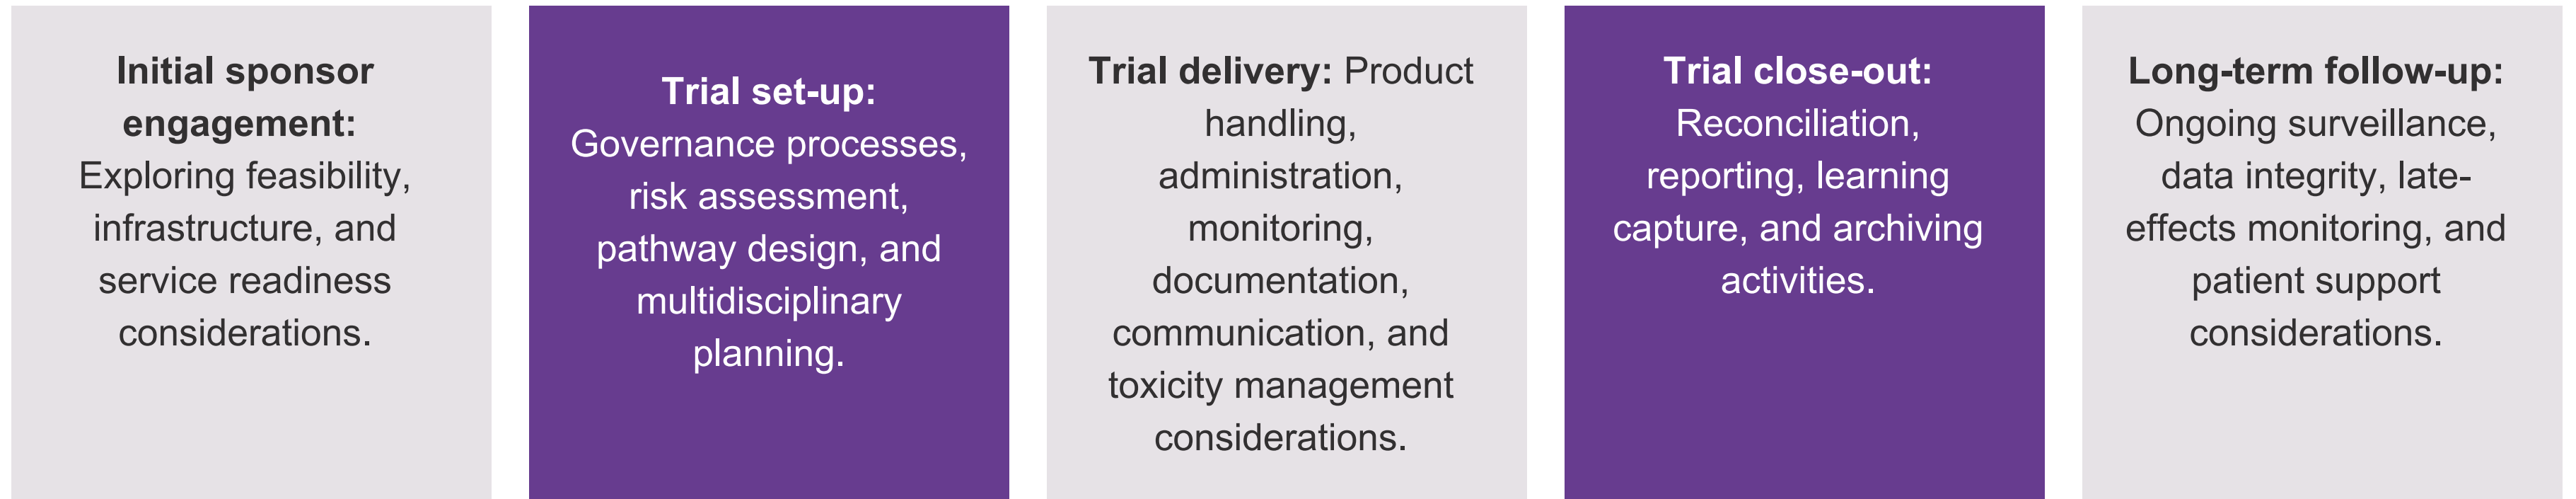 Initial sponsor
engagement:
Exploring feasibility,
infrastructure, and
service readiness
considerations.
Trial set-up:
Governance processes,
risk assessment,
pathway design, and
multidisciplinary
planning.
Trial delivery: Product
handling,
administration,
monitoring,
documentation,
communication, and
toxicity management
considerations.
Trial close-out:
Reconciliation,
reporting, learning
capture, and archiving
activities.
Long-term follow-up:
Ongoing surveillance,
data integrity, late-
effects monitoring, and
patient support
considerations.